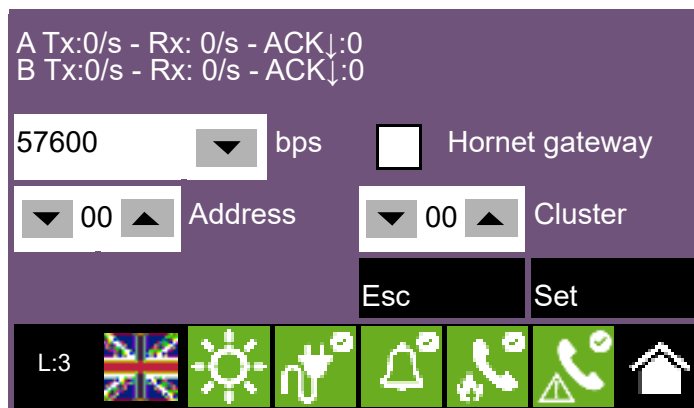 A Tx:0/s - Rx: 0/s - ACK↓:0
B Tx:0/s - Rx: 0/s - ACK↓:0
57600 bps Hornet gateway
00 Address 00 Cluster
Esc Set
L:3